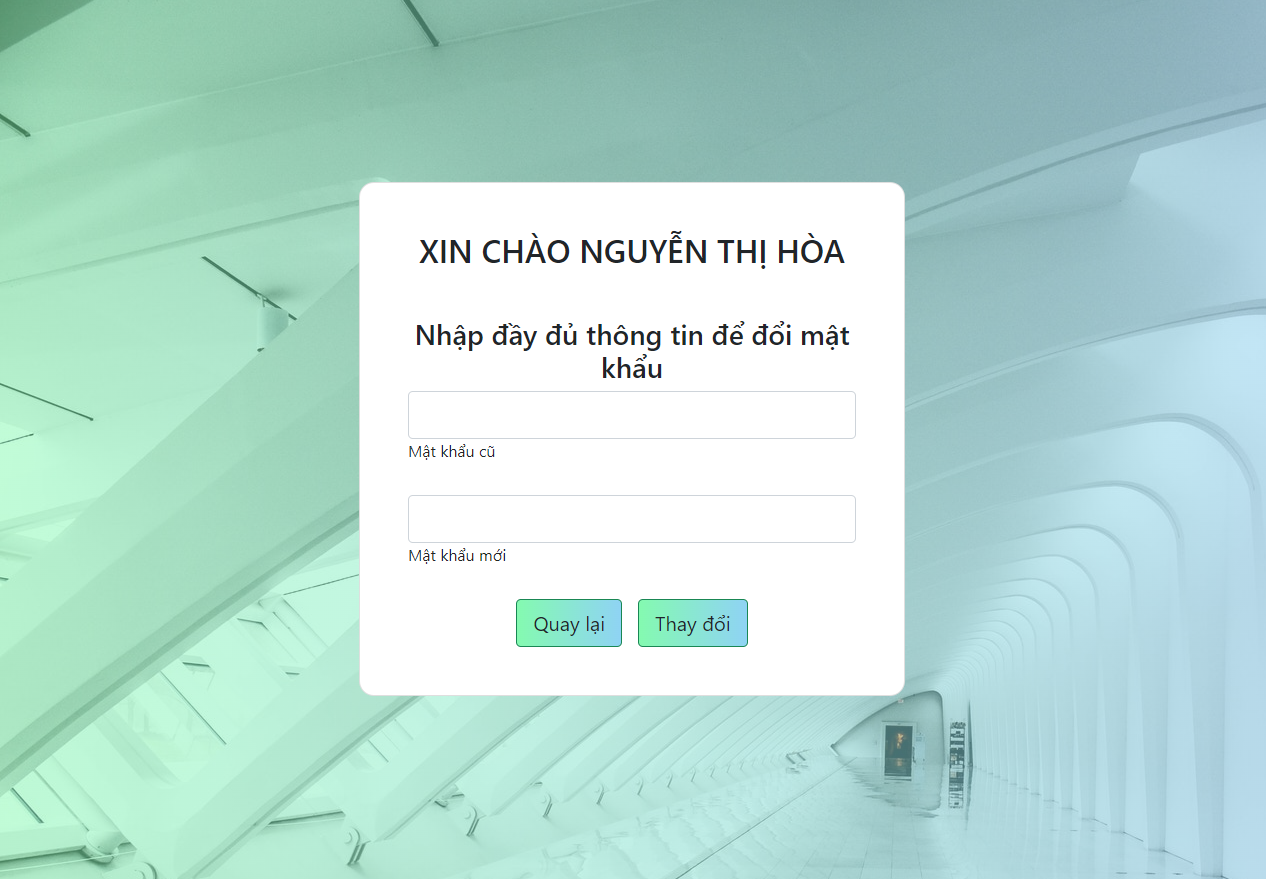 XIN CHÀO NGUYỄN THỊ HÒA
Nhập đầy đủ thông tin để đổi mật
khẩu
Mật khẩu cũ
Mật khẩu mới
Quay lại
Thay đổi